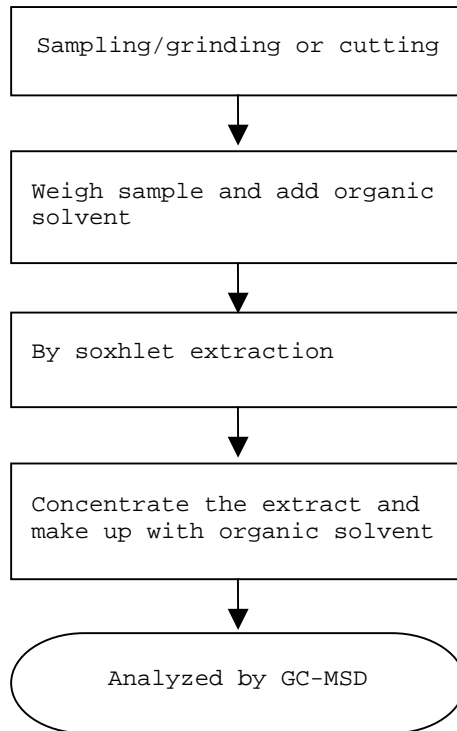 Sampling/grinding or cutting
Weigh sample and add organic
solvent
By soxhlet extraction
Concentrate the extract and
make up with organic solvent
Analyzed by GC-MSD